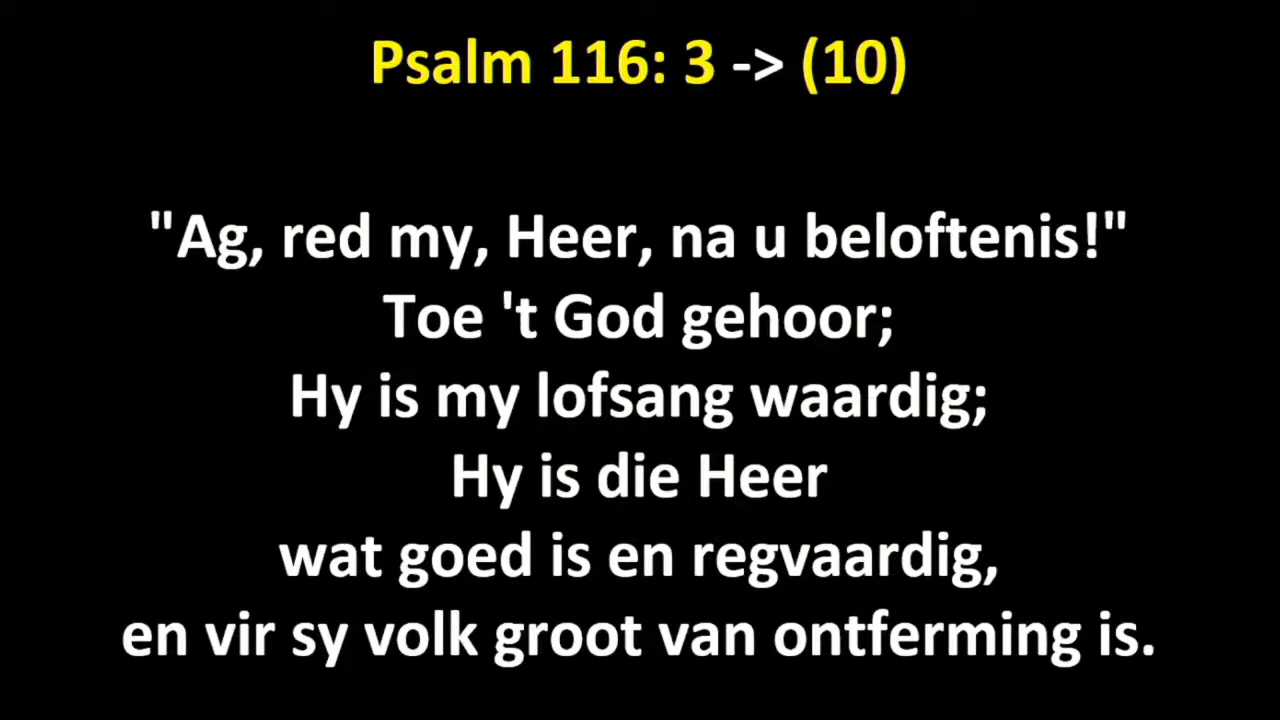 Psalm 116: 3 -> (10)
"Ag, red my, Heer, na u beloftenis!"
Toe 't God gehoor;
Hy is my lofsang waardig;
Hy is die Heer
wat goed is en regvaardig,
en vir sy volk groot van ontferming is.